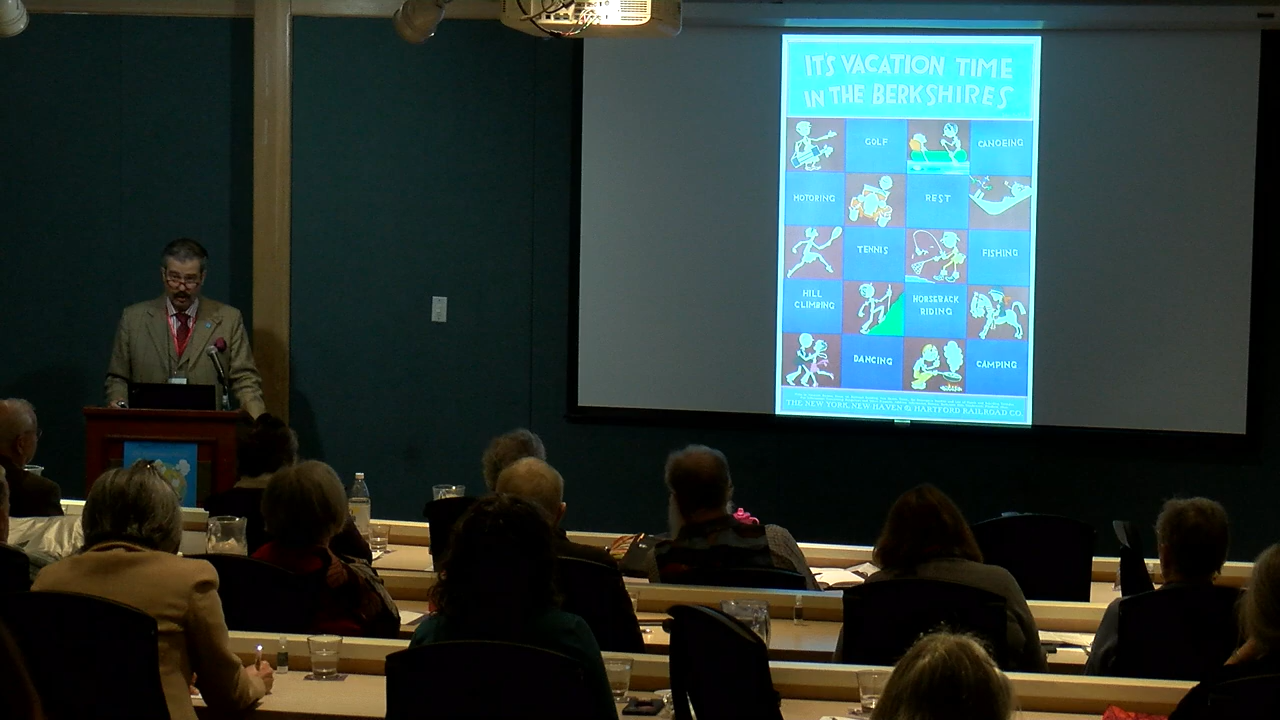 IT'S VACATION TIME
IN THE BERKSHIRES
GOLF
CANOEING
MOTORING
REST
TENNIS
FISHING
HILL
CLIMBING
HORSEBACK
RIDING
DANCING
CAMPING
THE NEW YORK, NEW HAVEN & HARTFORD RAILROAD CO.